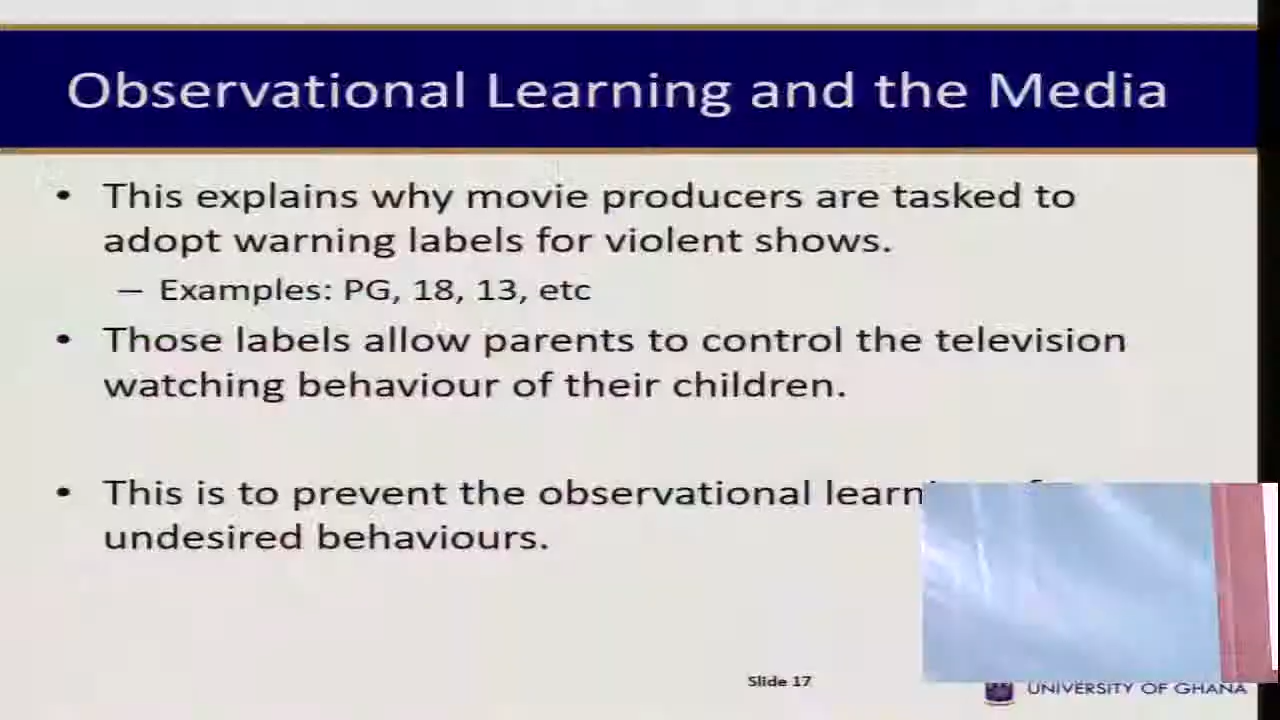 Observational Learning and the Media
• This explains why movie producers are tasked to
adopt warning labels for violent shows.
– Examples: PG, 18, 13, etc
• Those labels allow parents to control the television
watching behaviour of their children.
• This is to prevent the observational
undesired behaviours.
Slide 17
UNIVERSITY OF GHANA